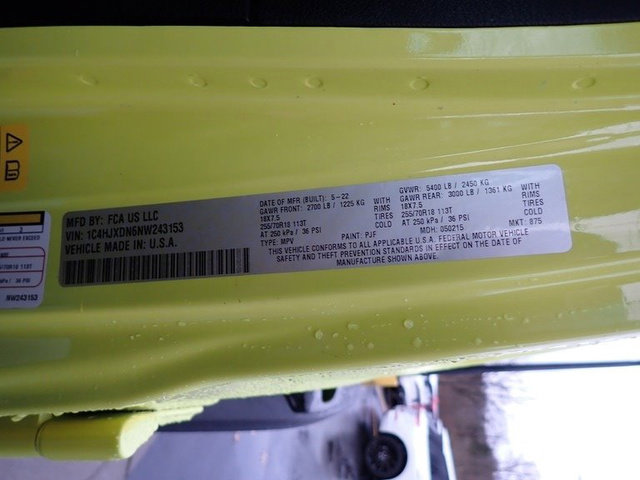 MFD BY: FCA US LLC
VIN: 1C4HJXDN6NW243153
VEHICLE MADE IN U.S.A.
DATE OF MFR (BUILT): 5-22
GAWR FRONT: 2700 LB / 1225 KG WITH
18X7.5 RIMS
255/70R18 113T TIRES
AT 250 kPa / 36 PSI COLD
GVWR: 5400 LB / 2450 KG
GAWR REAR: 3000 LB / 1361 KG WITH
18X7.5 RIMS
255/70R18 113T TIRES
AT 250 kPa / 36 PSI COLD
TYPE: MPV PAINT: PJF MDH: 050215 MKT: 875
THIS VEHICLE CONFORMS TO ALL APPLICABLE U.S.A. FEDERAL MOTOR VEHICLE
SAFETY AND THEFT PREVENTION STANDARDS IN EFFECT ON THE DATE OF
MANUFACTURE SHOWN ABOVE.
70R18 113T
36 PSI
NW243153